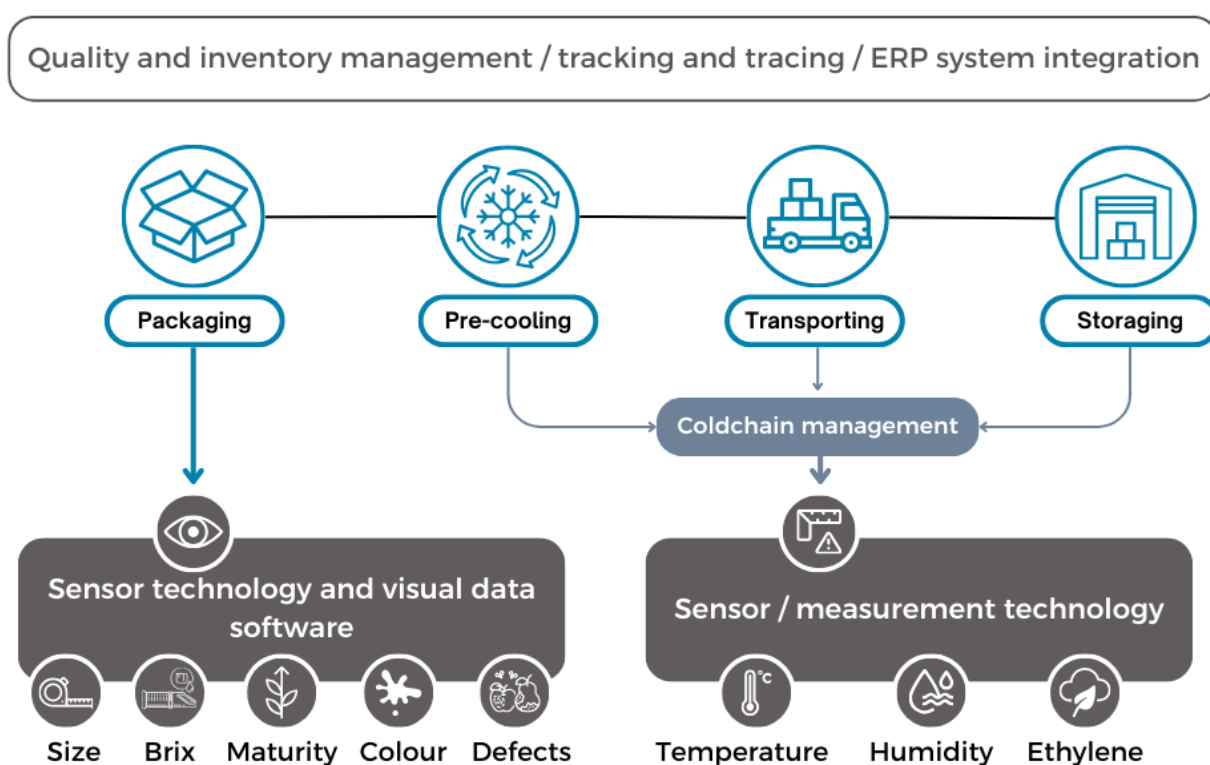 Quality and inventory management / tracking and tracing / ERP system integration
Packaging
Pre-cooling
Transporting
Storaging
Coldchain management
Sensor technology and visual data
software
Sensor / measurement technology
°C
Size
Brix
Maturity
Colour
Defects
Temperature
Humidity
Ethylene